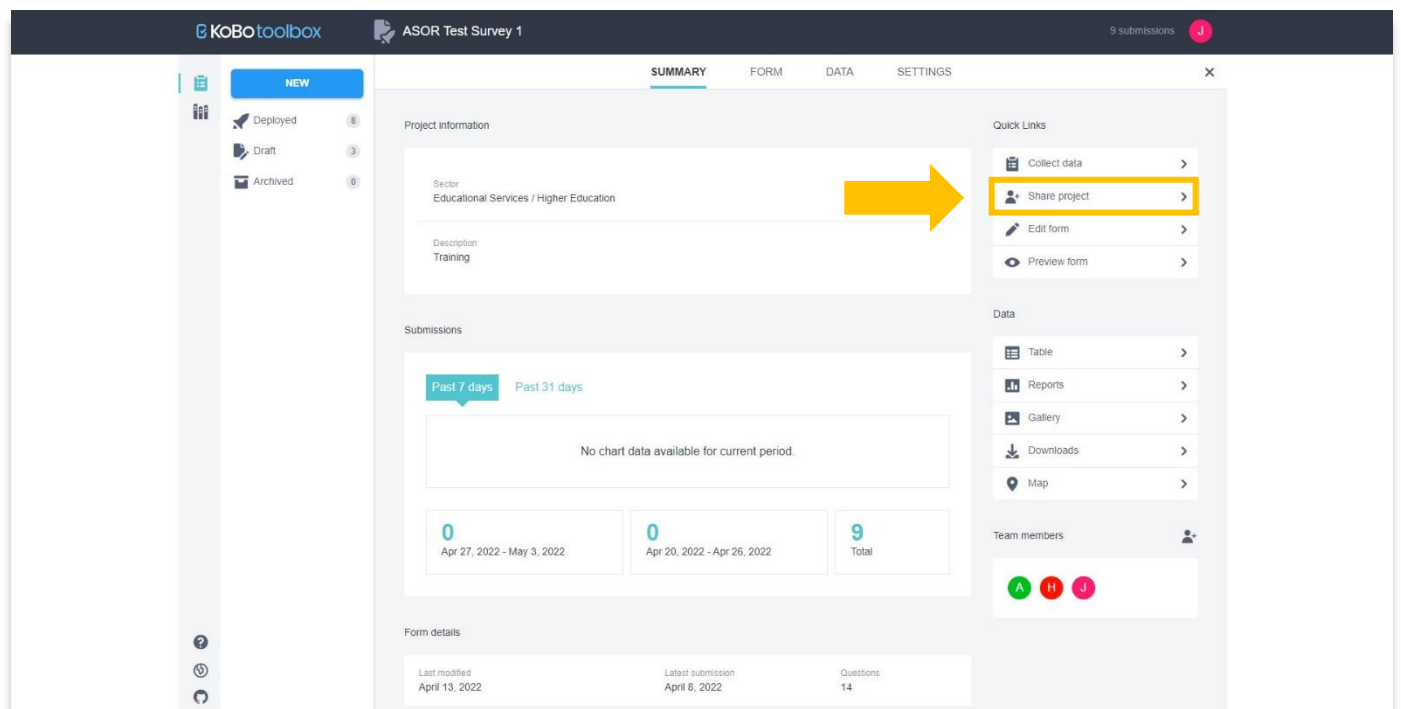 KoBotoolbox
ASOR Test Survey 1
9 submissions
J
NEW
Deployed 8
Draft 3
Archived 0
SUMMARY FORM DATA SETTINGS
Project information
Sector
Educational Services / Higher Education
Description
Training
Submissions
Past 7 days Past 31 days
No chart data available for current period.
0
Apr 27, 2022 - May 3, 2022
0
Apr 20, 2022 - Apr 26, 2022
9
Total
Form details
Last modified
April 13, 2022
Latest submission
April 8, 2022
Questions
14
Quick Links
Collect data
Share project
Edit form
Preview form
Data
Table
Reports
Gallery
Downloads
Map
Team members
A H J